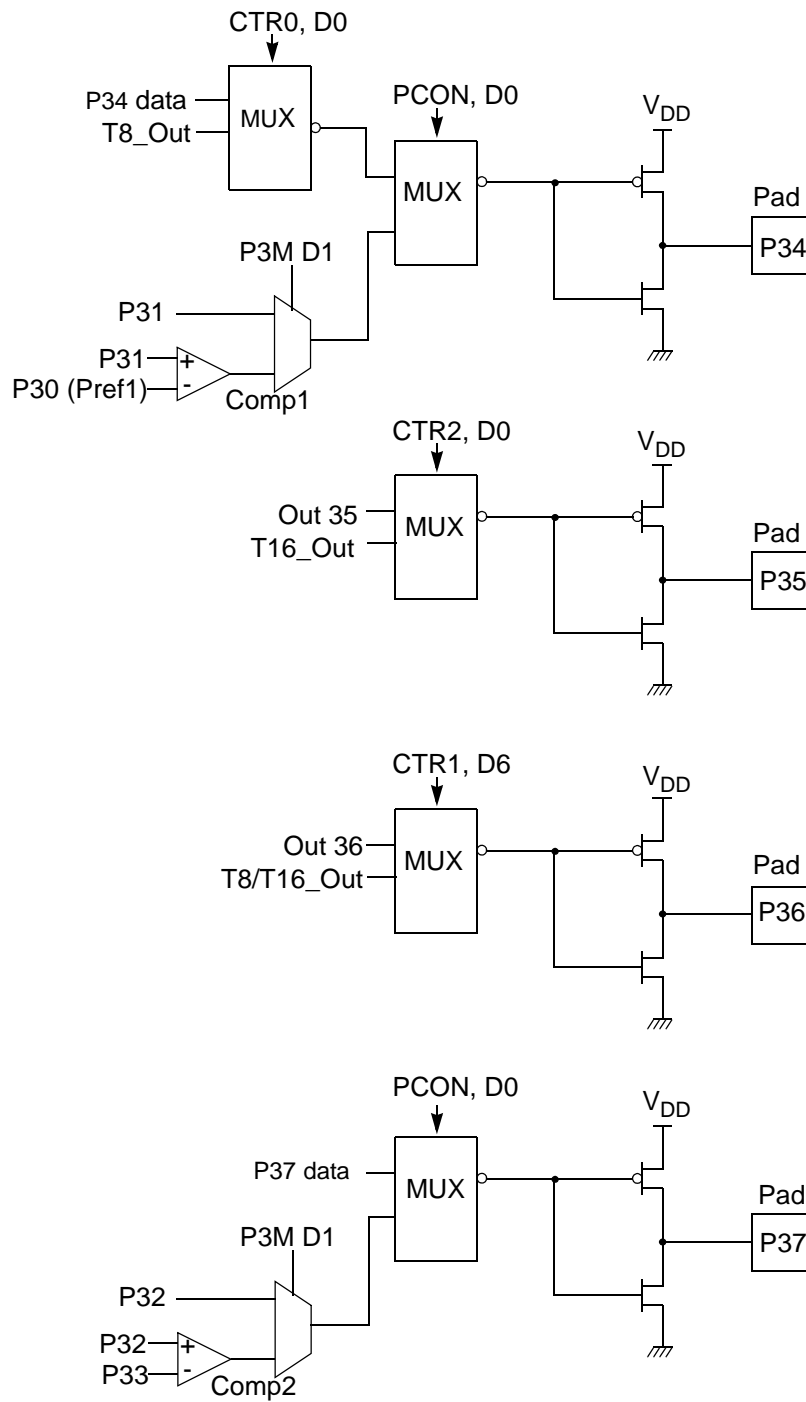 CTR0, D0
P34 data
T8_Out
MUX
PCON, D0
MUX
VDD
Pad
P34
P3M D1
P31
P31
+
P30 (Pref1)
-
Comp1
CTR2, D0
Out 35
T16_Out
MUX
VDD
Pad
P35
CTR1, D6
Out 36
T8/T16_Out
MUX
VDD
Pad
P36
PCON, D0
P37 data
MUX
VDD
Pad
P37
P3M D1
P32
P32
+
P33
-
Comp2